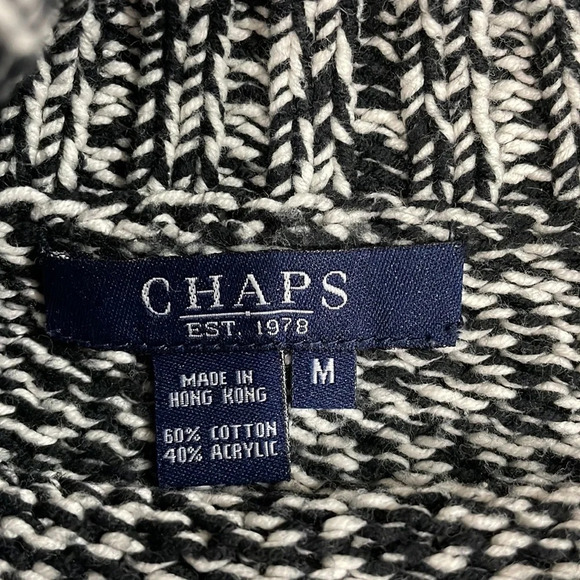 CHAPS
EST. 1978
M
MADE IN
HONG KONG
60% COTTON
40% ACRYLIC